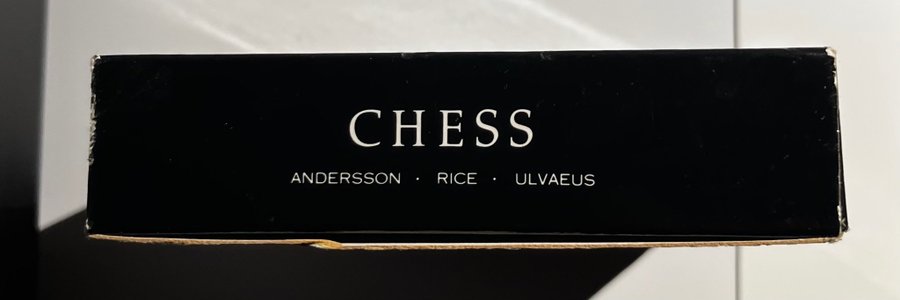 CHESS
ANDERSSON · RICE · ULVAEUS